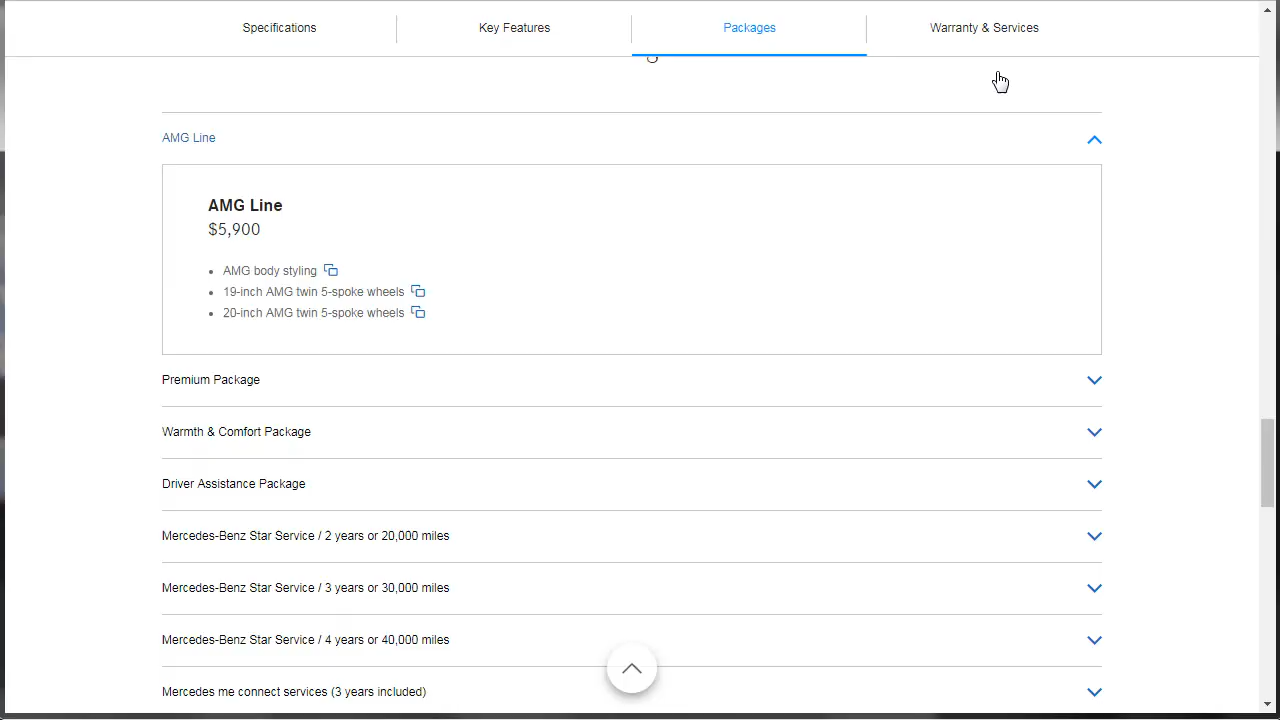 Specifications
Key Features
Packages
Warranty & Services
AMG Line
AMG Line
$5,900
AMG body styling
19-inch AMG twin 5-spoke wheels
20-inch AMG twin 5-spoke wheels
Premium Package
Warmth & Comfort Package
Driver Assistance Package
Mercedes-Benz Star Service / 2 years or 20,000 miles
Mercedes-Benz Star Service / 3 years or 30,000 miles
Mercedes-Benz Star Service / 4 years or 40,000 miles
Mercedes me connect services (3 years included)